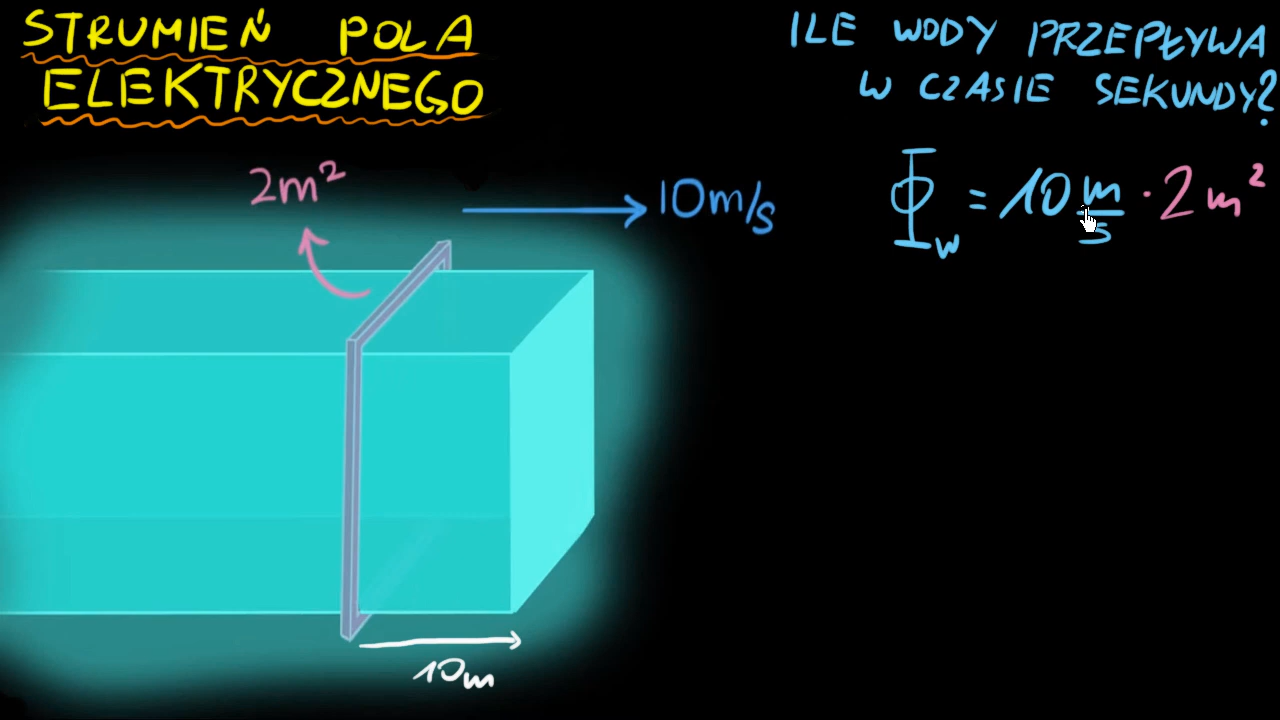 STRUMIEŃ POLA
ELEKTRYCZNEGO
ILE WODY PRZEPŁYWA
W CZASIE SEKUNDY?
2m²
10m/s
Φw = 10 m/s · 2 m²
10m